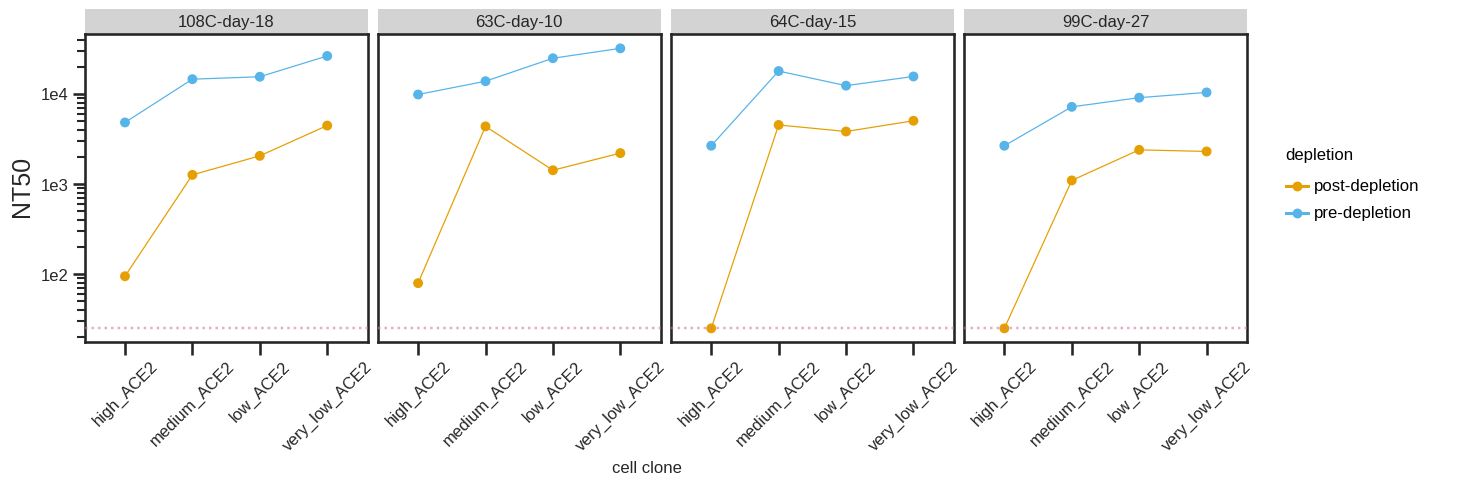 108C-day-18
63C-day-10
64C-day-15
99C-day-27
NT50
1e4
1e3
1e2
high_ACE2
medium_ACE2
low_ACE2
very_low_ACE2
high_ACE2
medium_ACE2
low_ACE2
very_low_ACE2
high_ACE2
medium_ACE2
low_ACE2
very_low_ACE2
high_ACE2
medium_ACE2
low_ACE2
very_low_ACE2
cell clone
depletion
post-depletion
pre-depletion